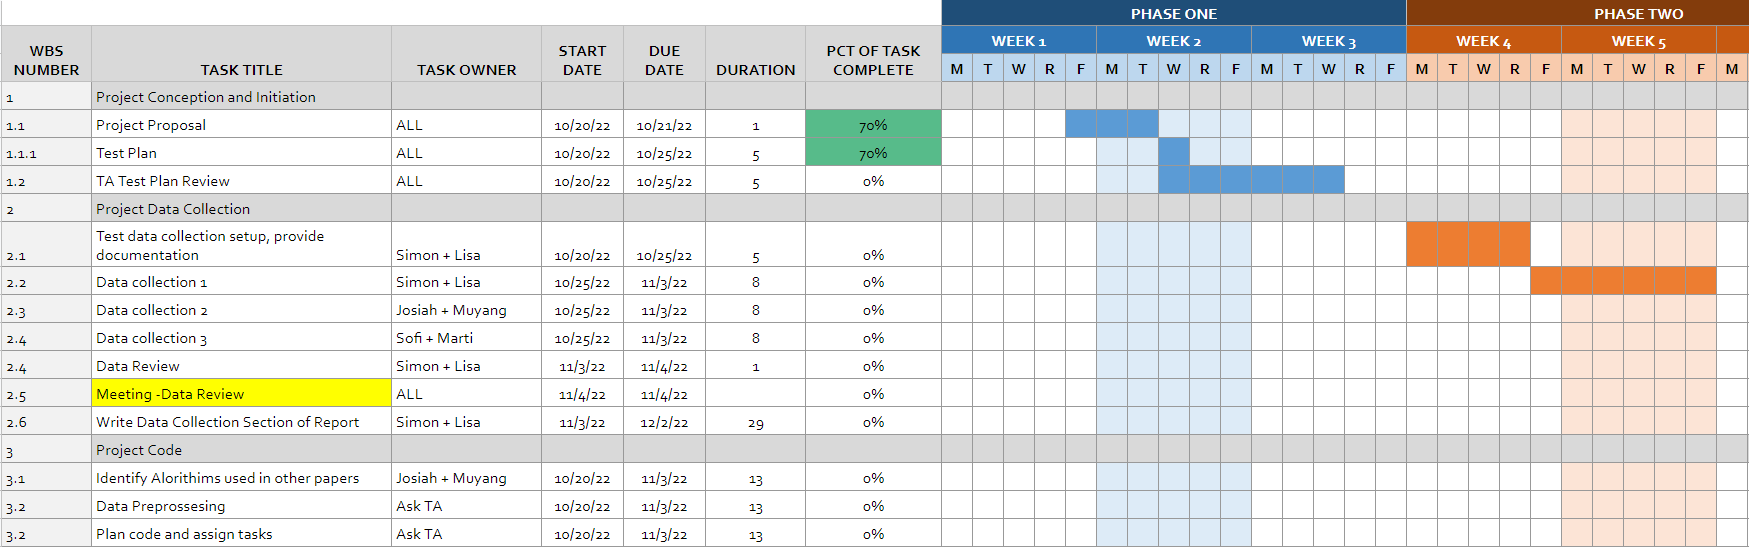 PHASE ONE PHASE TWO
WEEK 1 WEEK 2 WEEK 3 WEEK 4 WEEK 5
WBS NUMBER TASK TITLE TASK OWNER START DATE DUE DATE DURATION PCT OF TASK COMPLETE M T W R F M T W R F M T W R F M T W R F M T W R F M
1 Project Conception and Initiation
1.1 Project Proposal ALL 10/20/22 10/21/22 1 70%
1.1.1 Test Plan ALL 10/20/22 10/25/22 5 70%
1.2 TA Test Plan Review ALL 10/20/22 10/25/22 5 0%
2 Project Data Collection
2.1 Test data collection setup, provide documentation Simon + Lisa 10/20/22 10/25/22 5 0%
2.2 Data collection 1 Simon + Lisa 10/25/22 11/3/22 8 0%
2.3 Data collection 2 Josiah + Muyang 10/25/22 11/3/22 8 0%
2.4 Data collection 3 Sofi + Marti 10/25/22 11/3/22 8 0%
2.4 Data Review Simon + Lisa 11/3/22 11/4/22 1 0%
2.5 Meeting -Data Review ALL 11/4/22 11/4/22 0%
2.6 Write Data Collection Section of Report Simon + Lisa 11/3/22 12/2/22 29 0%
3 Project Code
3.1 Identify Alorithims used in other papers Josiah + Muyang 10/20/22 11/3/22 13 0%
3.2 Data Preprossesing Ask TA 10/20/22 11/3/22 13 0%
3.2 Plan code and assign tasks Ask TA 10/20/22 11/3/22 13 0%